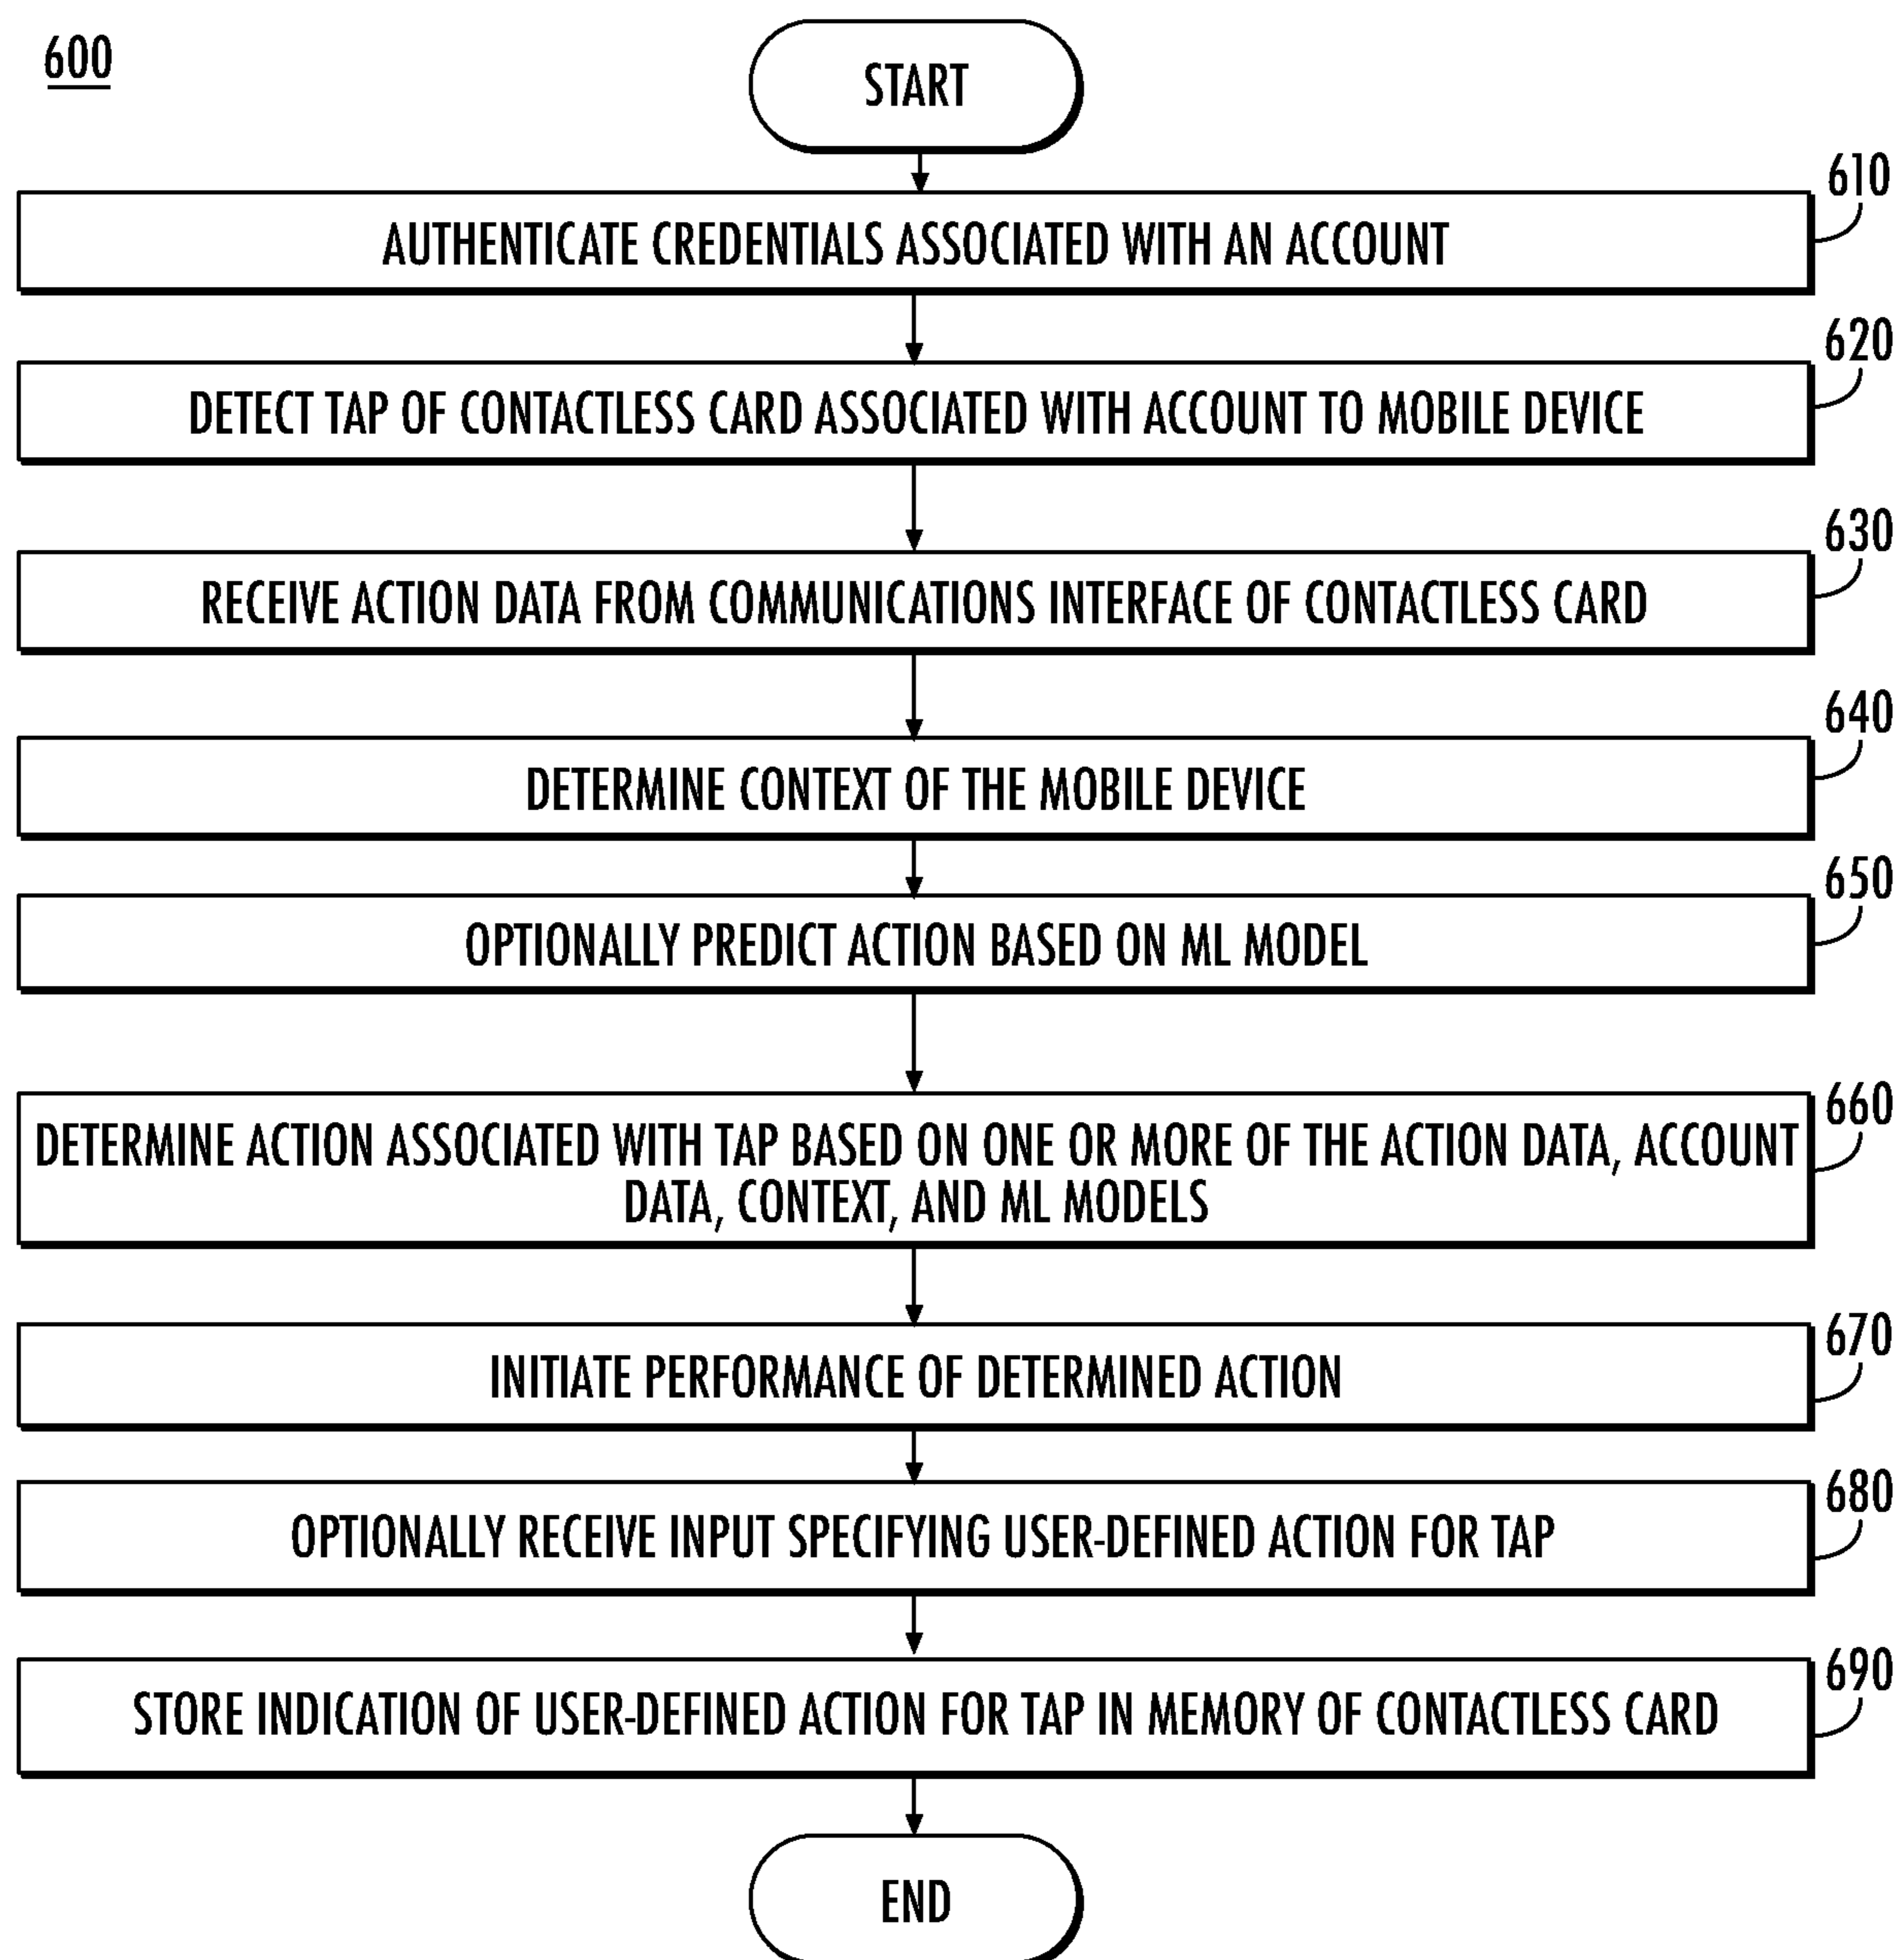 600
START
610
AUTHENTICATE CREDENTIALS ASSOCIATED WITH AN ACCOUNT
620
DETECT TAP OF CONTACTLESS CARD ASSOCIATED WITH ACCOUNT TO MOBILE DEVICE
630
RECEIVE ACTION DATA FROM COMMUNICATIONS INTERFACE OF CONTACTLESS CARD
640
DETERMINE CONTEXT OF THE MOBILE DEVICE
650
OPTIONALLY PREDICT ACTION BASED ON ML MODEL
660
DETERMINE ACTION ASSOCIATED WITH TAP BASED ON ONE OR MORE OF THE ACTION DATA, ACCOUNT
DATA, CONTEXT, AND ML MODELS
670
INITIATE PERFORMANCE OF DETERMINED ACTION
680
OPTIONALLY RECEIVE INPUT SPECIFYING USER-DEFINED ACTION FOR TAP
690
STORE INDICATION OF USER-DEFINED ACTION FOR TAP IN MEMORY OF CONTACTLESS CARD
END